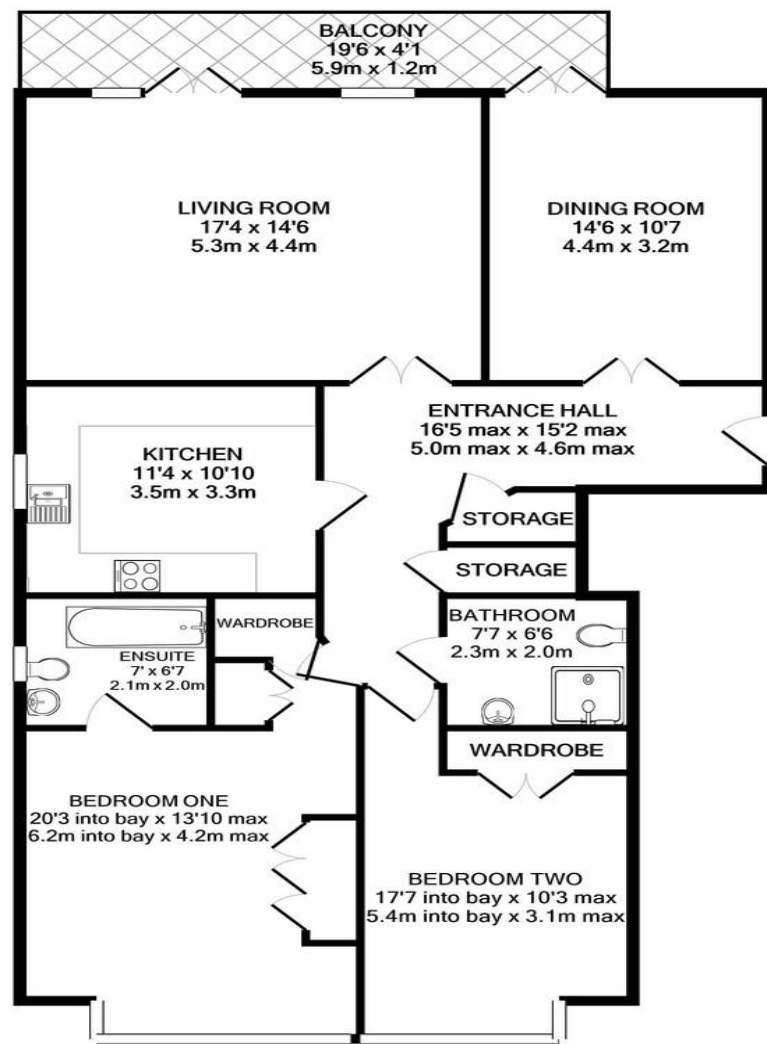 BALCONY
19'6 x 4'1
5.9m x 1.2m
LIVING ROOM
17'4 x 14'6
5.3m x 4.4m
DINING ROOM
14'6 x 10'7
4.4m x 3.2m
ENTRANCE HALL
16'5 max x 15'2 max
5.0m max x 4.6m max
KITCHEN
11'4 x 10'10
3.5m x 3.3m
STORAGE
STORAGE
WARDROBE
BATHROOM
7'7 x 6'6
2.3m x 2.0m
ENSUITE
7' x 6'7
2.1m x 2.0m
WARDROBE
BEDROOM ONE
20'3 into bay x 13'10 max
6.2m into bay x 4.2m max
BEDROOM TWO
17'7 into bay x 10'3 max
5.4m into bay x 3.1m max